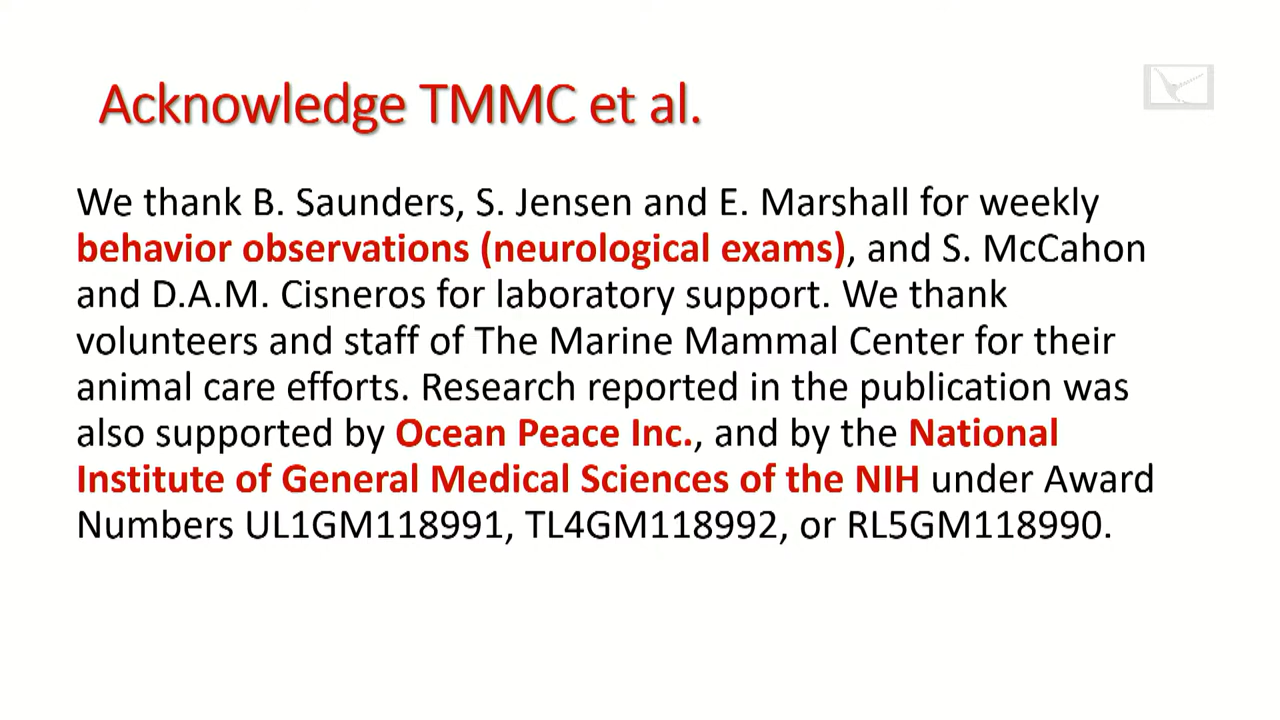 Acknowledge TMMC et al.
We thank B. Saunders, S. Jensen and E. Marshall for weekly
behavior observations (neurological exams), and S. McCahon
and D.A.M. Cisneros for laboratory support. We thank
volunteers and staff of The Marine Mammal Center for their
animal care efforts. Research reported in the publication was
also supported by Ocean Peace Inc., and by the National
Institute of General Medical Sciences of the NIH under Award
Numbers UL1GM118991, TL4GM118992, or RL5GM118990.